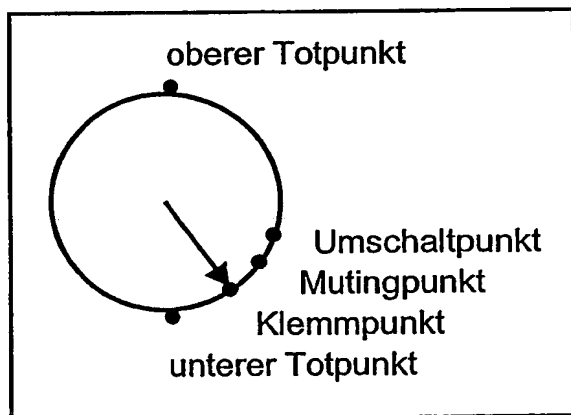 oberer Totpunkt
Umschaltpunkt
Mutingpunkt
Klemmpunkt
unterer Totpunkt